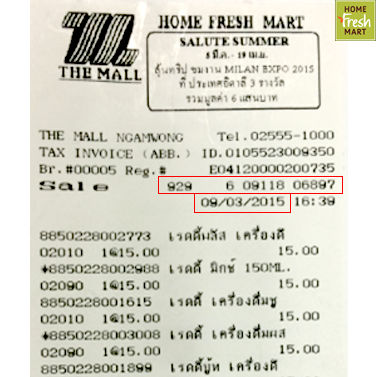 HOME
Fresh
MART
HOME FRESH MART
SALUTE SUMMER
5 มี.ค. - 19 เม.ย.
ลุ้นทริป ชมงาน MILAN EXPO 2015
ที่ ประเทศอิตาลี 3 รางวัล
รวมมูลค่า 6 แสนบาท
THE MALL
THE MALL NGAMWONG Tel.02555-1000
TAX INVOICE (ABB.) ID.0105523009350
Br.#00005 Reg.# E04120000200735
Sale 929 6 09118 06897
09/03/2015 16:39
8850228002773 เรดดี้พลัส เครื่องดื่
02010 1@15.00 15.00
*8850228002988 เรดดี้ มิกซ์ 150ML.
02090 1@15.00 15.00
8850228001615 เรดดี้ เครื่องดื่มชู
02010 1@15.00 15.00
*8850228003008 เรดดี้ เครื่องดื่มผส
02090 1@15.00 15.00
8850228001899 เรดดี้บู๊ท เครื่องดื่